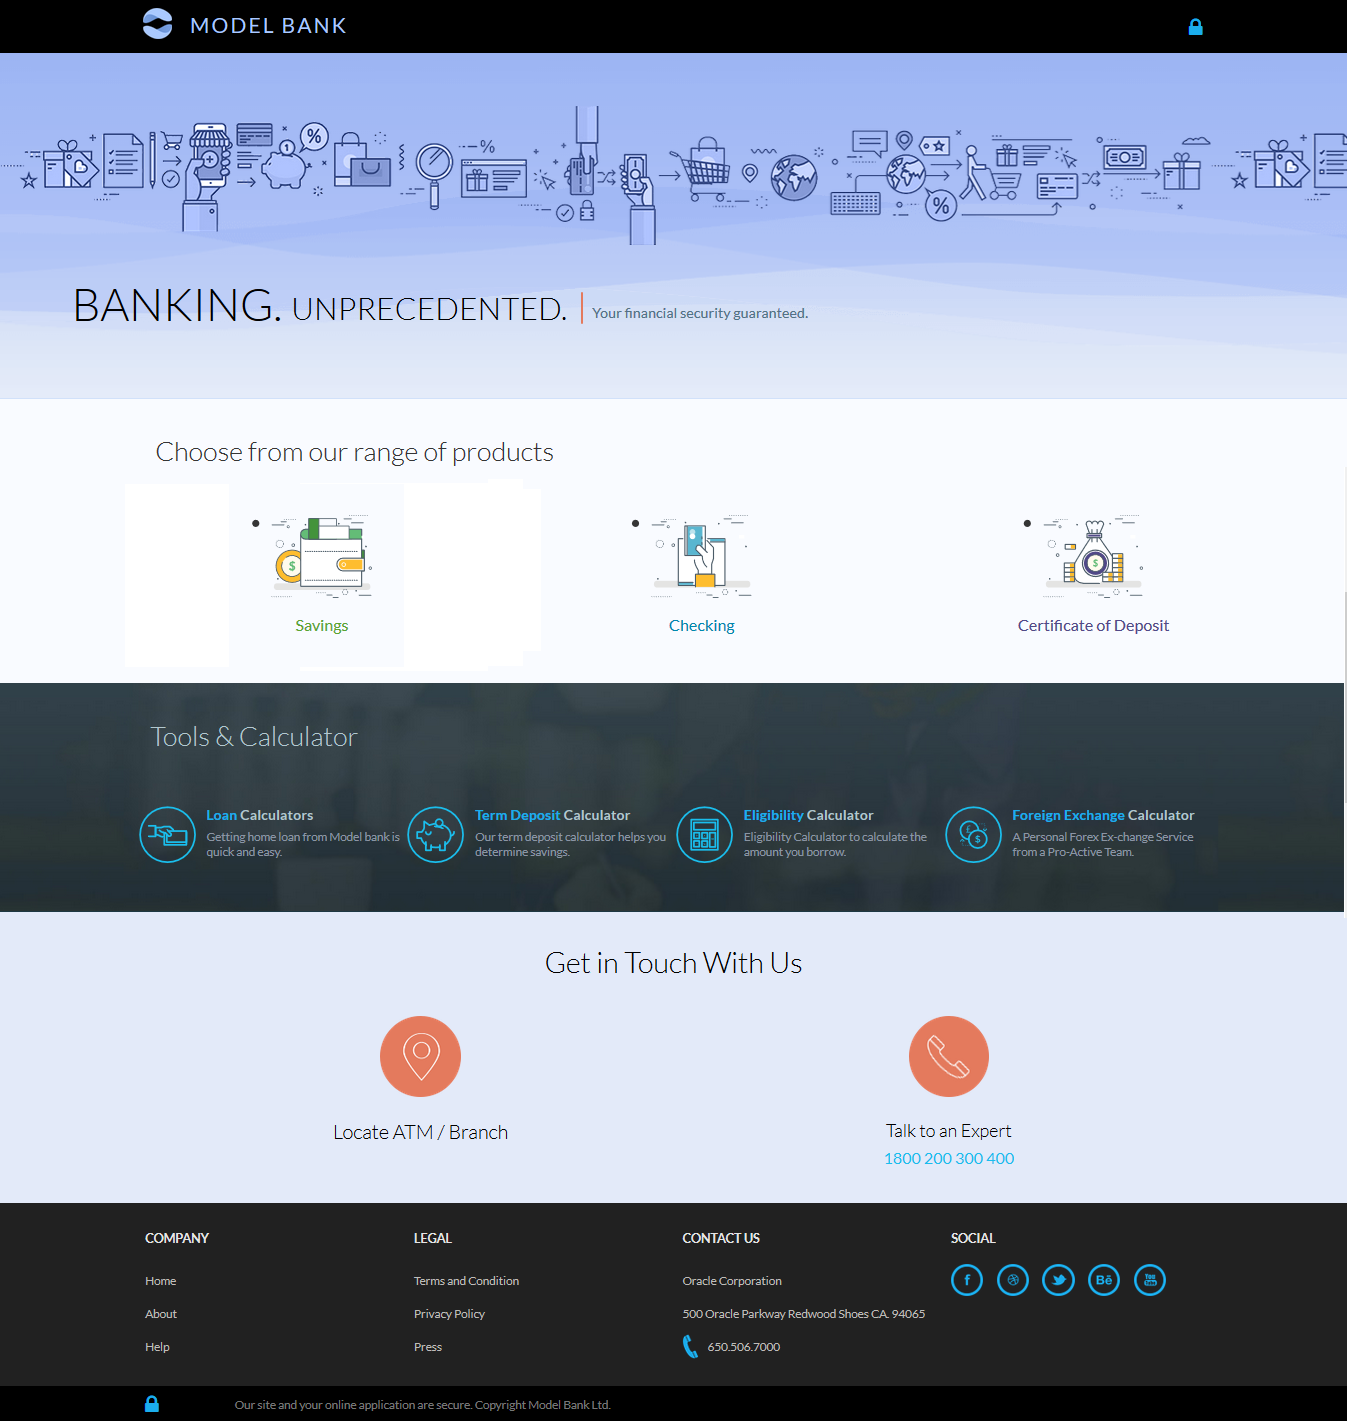 MODEL BANK
BANKING. UNPRECEDENTED. Your financial security guaranteed.
Choose from our range of products
Savings
Checking
Certificate of Deposit
Tools & Calculator
Loan Calculators
Getting home loan from Model bank is
quick and easy.
Term Deposit Calculator
Our term deposit calculator helps you
determine savings.
Eligibility Calculator
Eligibility Calculator to calculate the
amount you borrow.
Foreign Exchange Calculator
A Personal Forex Ex-change Service
from a Pro-Active Team.
Get in Touch With Us
Locate ATM / Branch
Talk to an Expert
1800 200 300 400
COMPANY
Home
About
Help
LEGAL
Terms and Condition
Privacy Policy
Press
CONTACT US
Oracle Corporation
500 Oracle Parkway Redwood Shoes CA. 94065
650.506.7000
SOCIAL
f
Bē
You
Our site and your online application are secure. Copyright Model Bank Ltd.